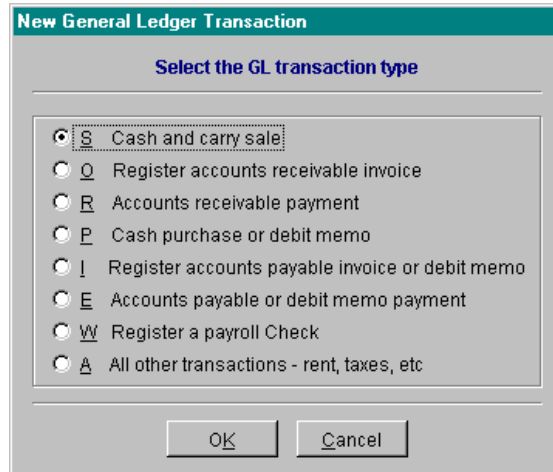 New General Ledger Transaction
Select the GL transaction type
S Cash and carry sale
O Register accounts receivable invoice
R Accounts receivable payment
P Cash purchase or debit memo
I Register accounts payable invoice or debit memo
E Accounts payable or debit memo payment
W Register a payroll Check
A All other transactions - rent, taxes, etc
OK Cancel